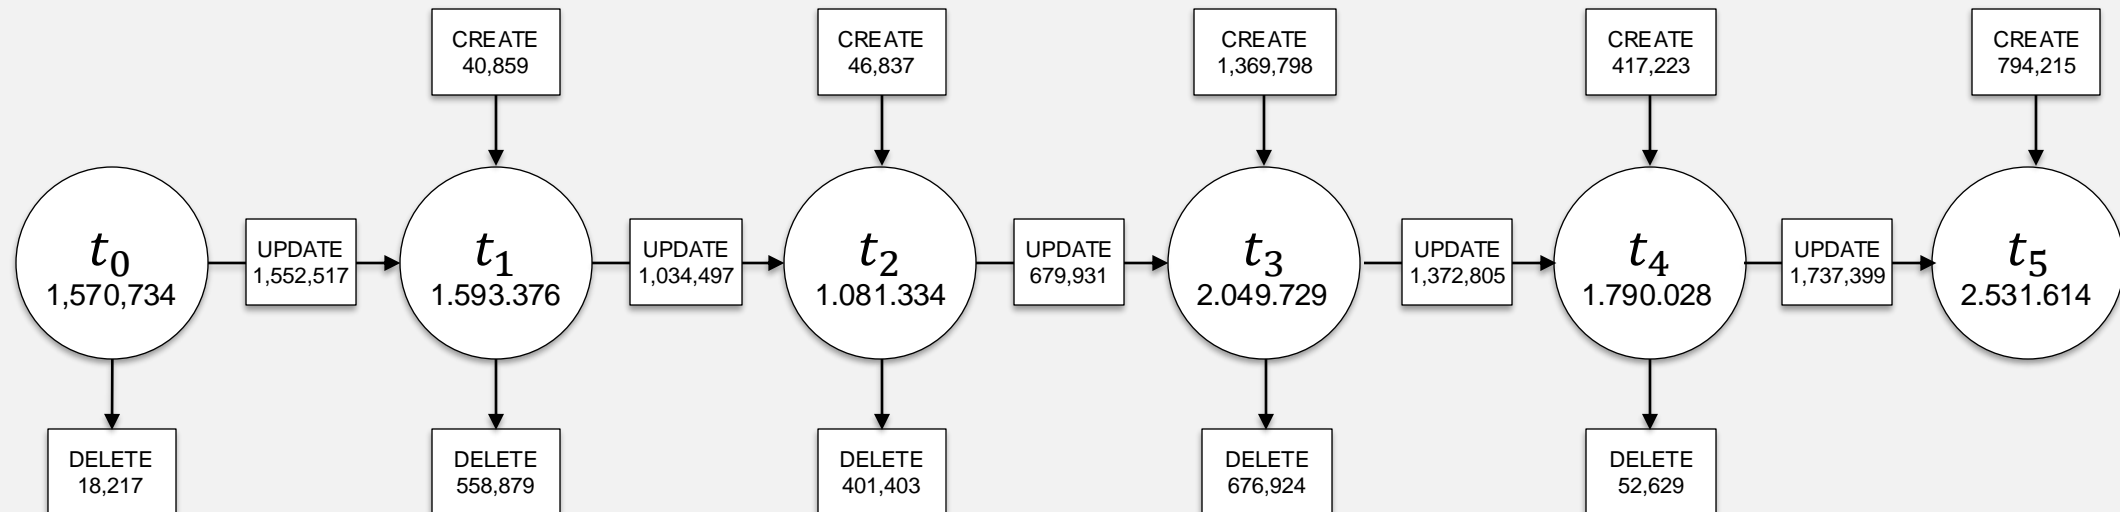 CREATE
40,859
CREATE
46,837
CREATE
1,369,798
CREATE
417,223
CREATE
794,215
t₀
1,570,734
UPDATE
1,552,517
t₁
1.593.376
UPDATE
1,034,497
t₂
1.081.334
UPDATE
679,931
t₃
2.049.729
UPDATE
1,372,805
t₄
1.790.028
UPDATE
1,737,399
t₅
2.531.614
DELETE
18,217
DELETE
558,879
DELETE
401,403
DELETE
676,924
DELETE
52,629